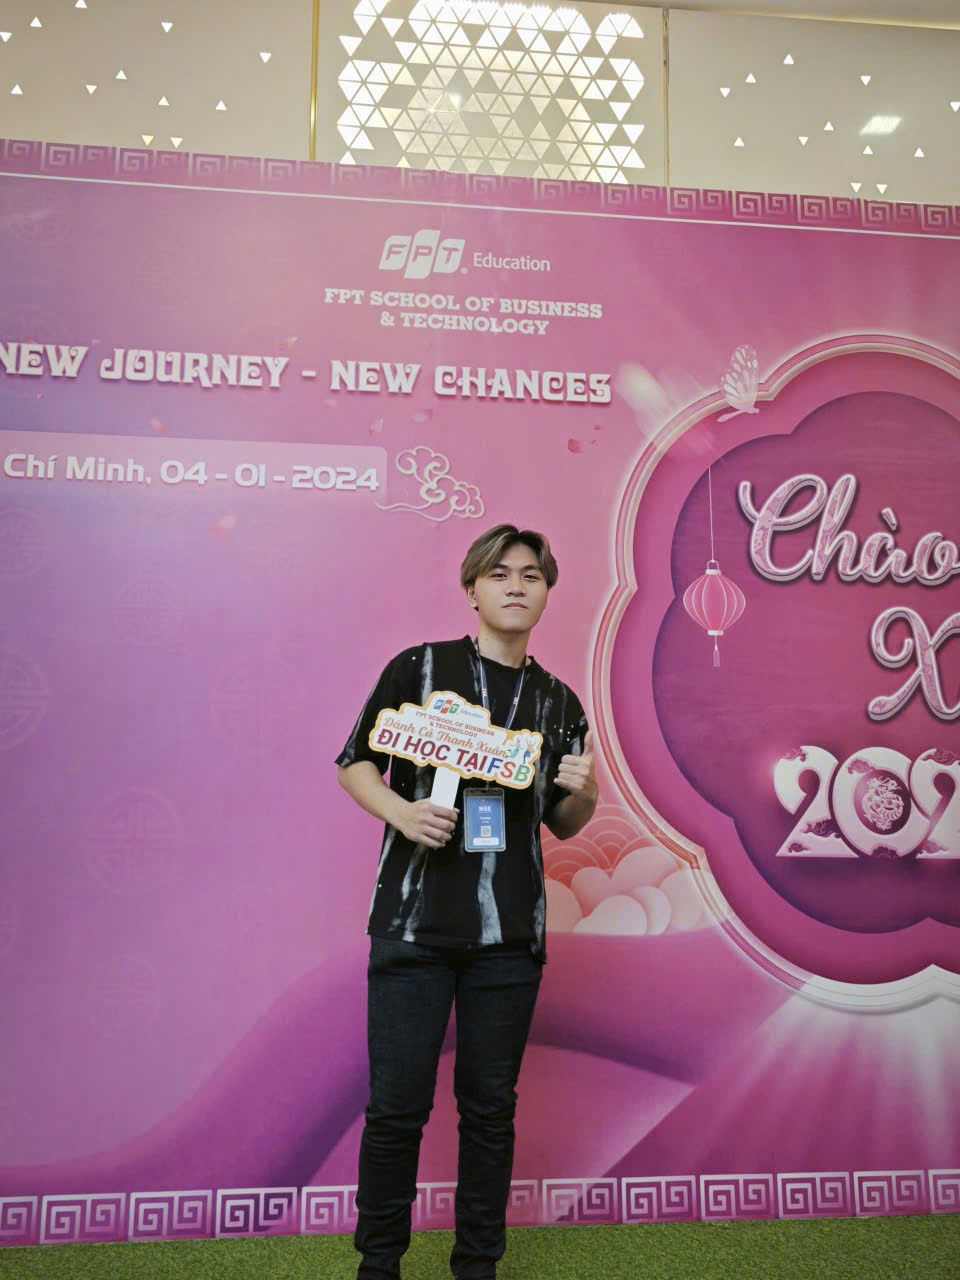 FPT Education
FPT SCHOOL OF BUSINESS
& TECHNOLOGY
NEW JOURNEY - NEW CHANCES
Chí Minh, 04 - 01 - 2024
Chào
X
202
FPT Education
FPT SCHOOL OF BUSINESS
& TECHNOLOGY
Dành Cả Thanh Xuân
ĐI HỌC TẠI FSB
MSE